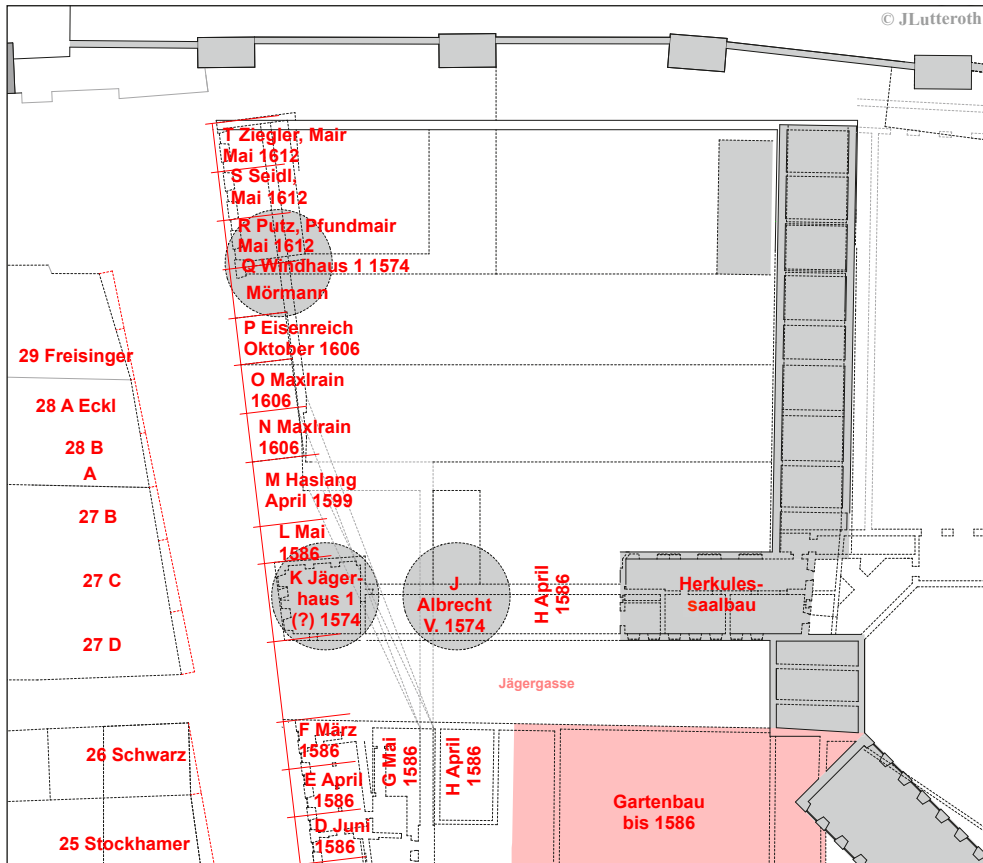 © JLutteroth
T Ziegler, Mair
Mai 1612
S Seidl,
Mai 1612
R Putz, Pfundmair
Mai 1612
Q Windhaus 1 1574
Mörmann
P Eisenreich
Oktober 1606
29 Freisinger
O Maxlrain
1606
28 A Eckl
N Maxlrain
1606
28 B
A
M Haslang
April 1599
27 B
L Mai
1586
27 C
K Jäger-
haus 1
(?) 1574
J
Albrecht
V. 1574
H April
1586
Herkules-
saalbau
27 D
Jägergasse
26 Schwarz
F März
1586
G Mai
1586
H April
1586
E April
1586
Gartenbau
bis 1586
D Juni
1586
25 Stockhamer